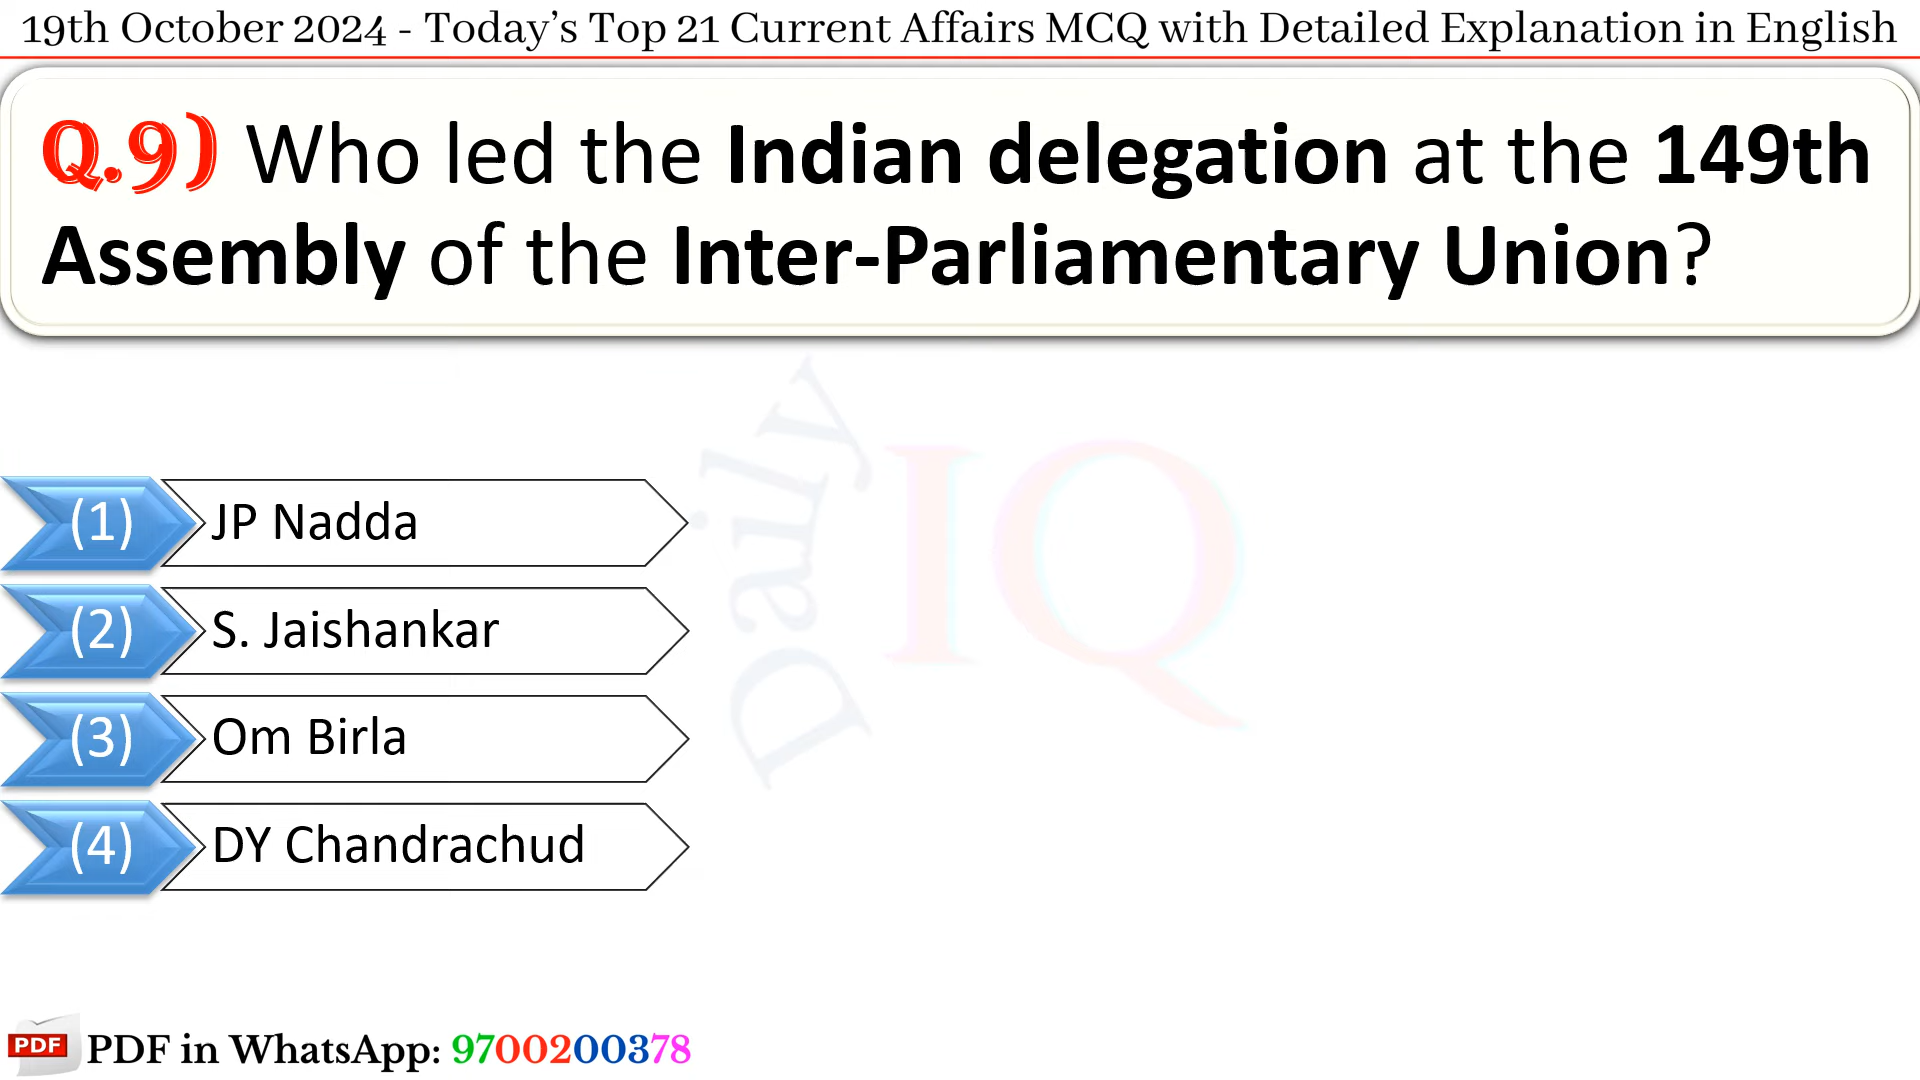 19th October 2024 - Today’s Top 21 Current Affairs MCQ with Detailed Explanation in English
Q.9) Who led the Indian delegation at the 149th
Assembly of the Inter-Parliamentary Union?
Daily IQ
(1) JP Nadda
(2) S. Jaishankar
(3) Om Birla
(4) DY Chandrachud
PDF PDF in WhatsApp: 9700200378